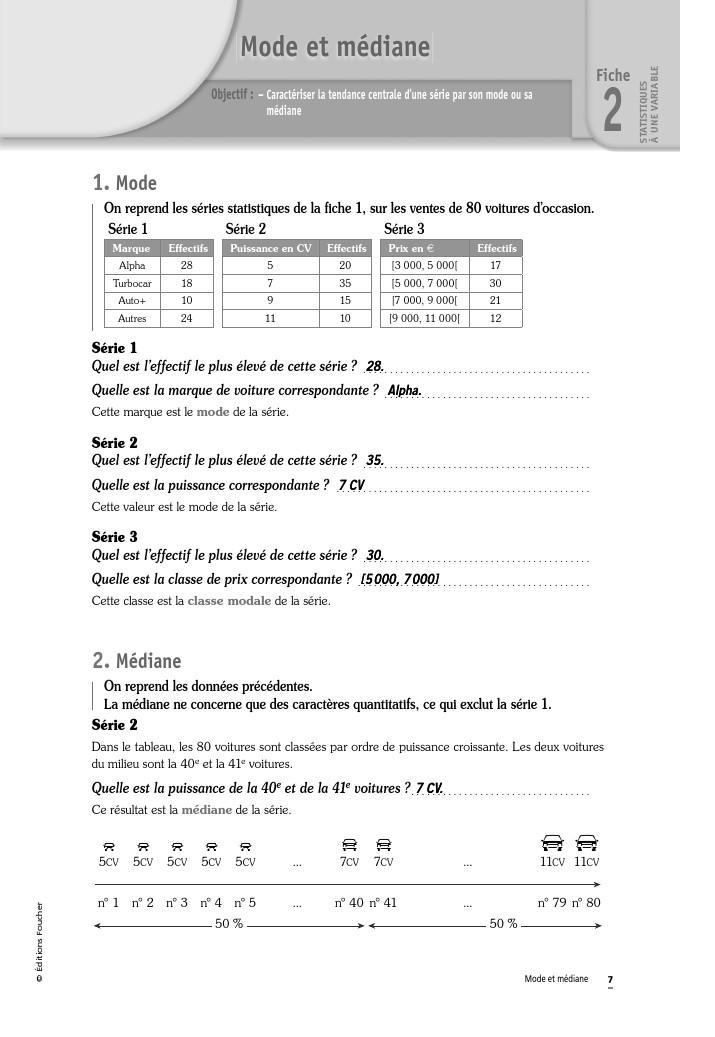 Mode et médiane
Objectif : – Caractériser la tendance centrale d'une série par son mode ou sa
médiane
Fiche
2
STATISTIQUES
À UNE VARIABLE
1. Mode
On reprend les séries statistiques de la fiche 1, sur les ventes de 80 voitures d'occasion.
Série 1 Série 2 Série 3
Marque Effectifs Puissance en CV Effectifs Prix en € Effectifs
Alpha 28 5 20 [3 000, 5 000[ 17
Turbocar 18 7 35 [5 000, 7 000[ 30
Auto+ 10 9 15 [7 000, 9 000[ 21
Autres 24 11 10 [9 000, 11 000[ 12
Série 1
Quel est l'effectif le plus élevé de cette série ? 28.
Quelle est la marque de voiture correspondante ? Alpha.
Cette marque est le mode de la série.
Série 2
Quel est l'effectif le plus élevé de cette série ? 35.
Quelle est la puissance correspondante ? 7 CV
Cette valeur est le mode de la série.
Série 3
Quel est l'effectif le plus élevé de cette série ? 30.
Quelle est la classe de prix correspondante ? [5 000, 7 000]
Cette classe est la classe modale de la série.
2. Médiane
On reprend les données précédentes.
La médiane ne concerne que des caractères quantitatifs, ce qui exclut la série 1.
Série 2
Dans le tableau, les 80 voitures sont classées par ordre de puissance croissante. Les deux voitures
du milieu sont la 40e et la 41e voitures.
Quelle est la puissance de la 40e et de la 41e voitures ? 7 CV.
Ce résultat est la médiane de la série.
5CV 5CV 5CV 5CV 5CV ... 7CV 7CV ... 11CV 11CV
n° 1 n° 2 n° 3 n° 4 n° 5 ... n° 40 n° 41 ... n° 79 n° 80
50 % 50 %
© Éditions Foucher
Mode et médiane 7